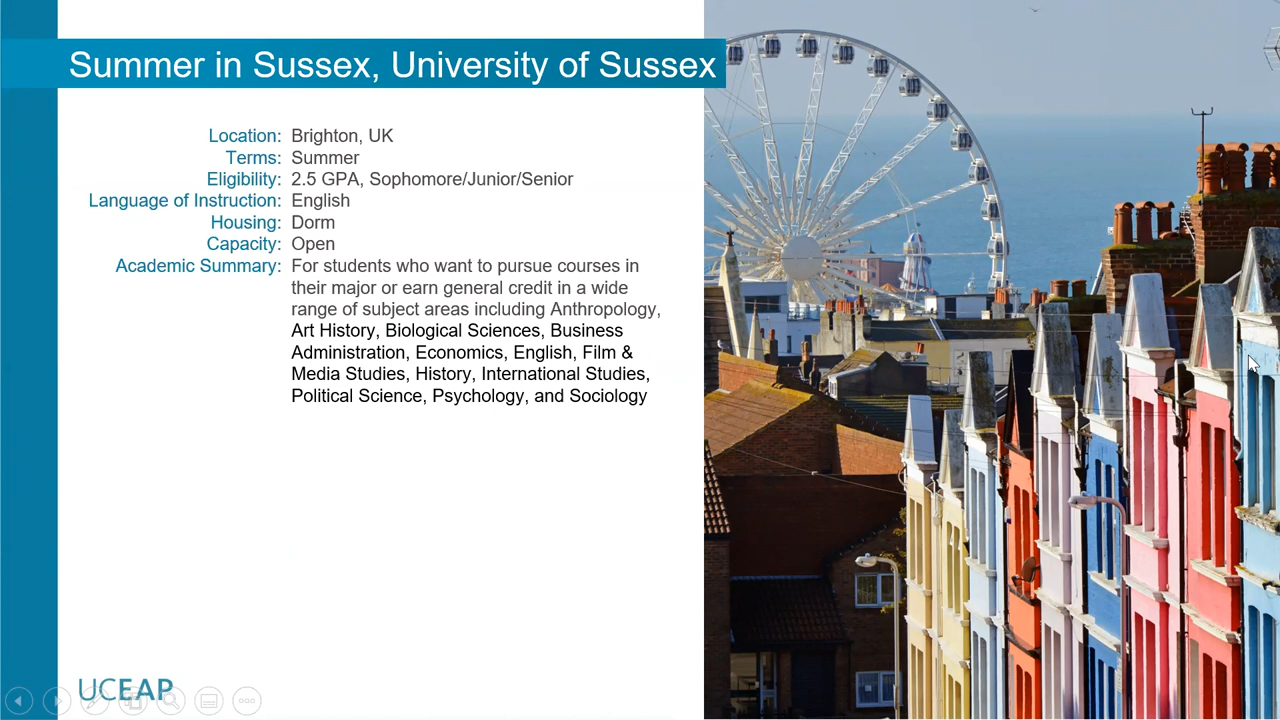 Summer in Sussex, University of Sussex
Location: Brighton, UK
Terms: Summer
Eligibility: 2.5 GPA, Sophomore/Junior/Senior
Language of Instruction: English
Housing: Dorm
Capacity: Open
Academic Summary: For students who want to pursue courses in
their major or earn general credit in a wide
range of subject areas including Anthropology,
Art History, Biological Sciences, Business
Administration, Economics, English, Film &
Media Studies, History, International Studies,
Political Science, Psychology, and Sociology
UCEAP